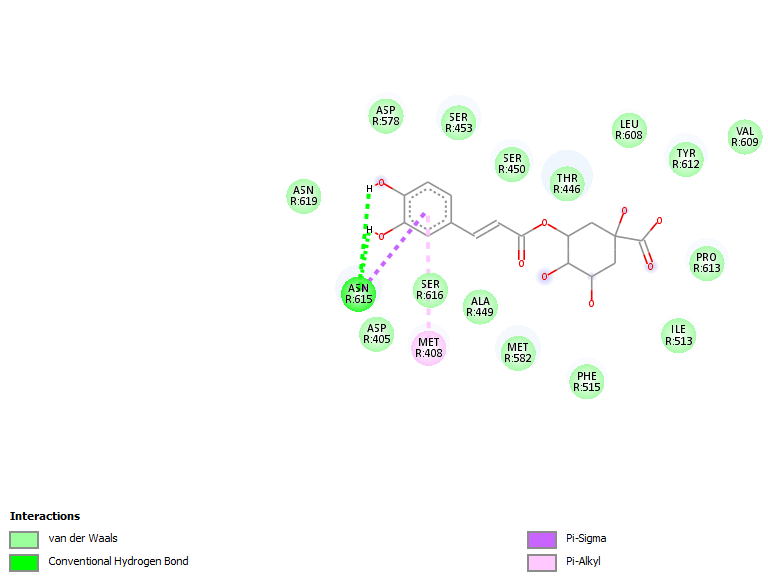 ASP
R:578
SER
R:453
LEU
R:608
VAL
R:609
SER
R:450
TYR
R:612
THR
R:446
ASN
R:619
H
O
H
O
O
O
O
O
O
O
O
PRO
R:613
ASN
R:615
SER
R:616
ALA
R:449
ASP
R:405
MET
R:408
MET
R:582
ILE
R:513
PHE
R:515
Interactions
van der Waals
Conventional Hydrogen Bond
Pi-Sigma
Pi-Alkyl